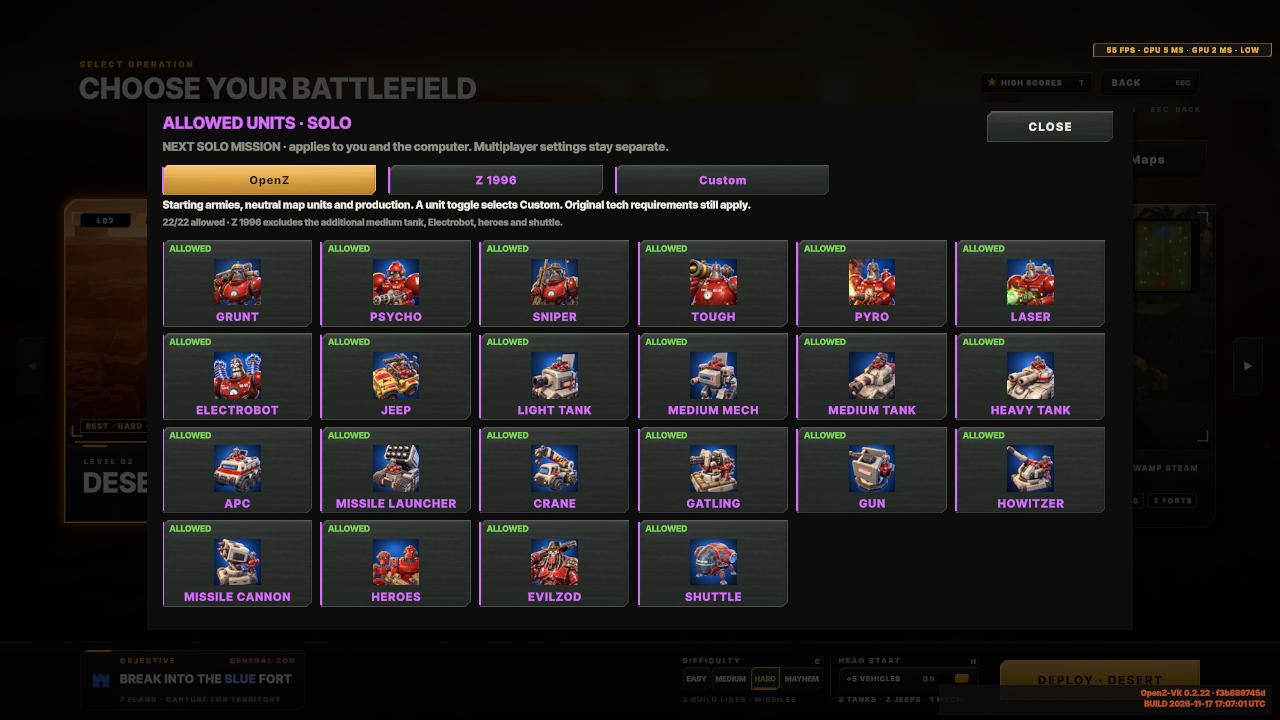 55 FPS · CPU 5 MS · GPU 2 MS · LOW
SELECT OPERATION
CHOOSE YOUR BATTLEFIELD
HIGH SCORES T
BACK ESC
ESC BACK
ALLOWED UNITS · SOLO
CLOSE
NEXT SOLO MISSION · applies to you and the computer. Multiplayer settings stay separate.
Maps
OpenZ
Z 1996
Custom
Starting armies, neutral map units and production. A unit toggle selects Custom. Original tech requirements still apply.
22/22 allowed · Z 1996 excludes the additional medium tank, Electrobot, heroes and shuttle.
L02
ALLOWED ALLOWED ALLOWED ALLOWED ALLOWED ALLOWED
GRUNT PSYCHO SNIPER TOUGH PYRO LASER
ALLOWED ALLOWED ALLOWED ALLOWED ALLOWED ALLOWED
ELECTROBOT JEEP LIGHT TANK MEDIUM MECH MEDIUM TANK HEAVY TANK
BEST · HARD
ALLOWED ALLOWED ALLOWED ALLOWED ALLOWED ALLOWED
APC MISSILE LAUNCHER CRANE GATLING GUN HOWITZER
LEVEL 02
DESE
WAMP STEAM
2 FORTS
ALLOWED ALLOWED ALLOWED ALLOWED
MISSILE CANNON HEROES EVILZOD SHUTTLE
OBJECTIVE GENERAL ZOD
BREAK INTO THE BLUE FORT
7 FLAGS · CAPTURE FOR TERRITORY
DIFFICULTY C
EASY MEDIUM HARD MAYHEM
2 BUILD LISTS · MISSILES
HEAD START H
+5 VEHICLES ON
2 TANKS · 2 JEEPS · 1 MECH
DEPLOY · DESERT
OpenZ-VK 0.2.22 · f3b889745d
BUILD 2026-11-17 17:07:01 UTC